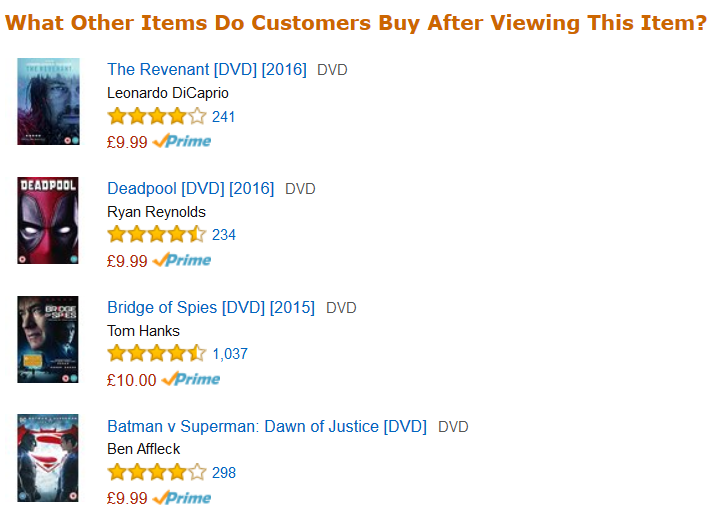 What Other Items Do Customers Buy After Viewing This Item?
THE REVENANT
The Revenant [DVD] [2016] DVD
Leonardo DiCaprio
241
£9.99 Prime
DEADPOOL
Deadpool [DVD] [2016] DVD
Ryan Reynolds
234
£9.99 Prime
BRIDGE OF SPIES
Bridge of Spies [DVD] [2015] DVD
Tom Hanks
1,037
£10.00 Prime
Batman v Superman: Dawn of Justice [DVD] DVD
Ben Affleck
298
£9.99 Prime